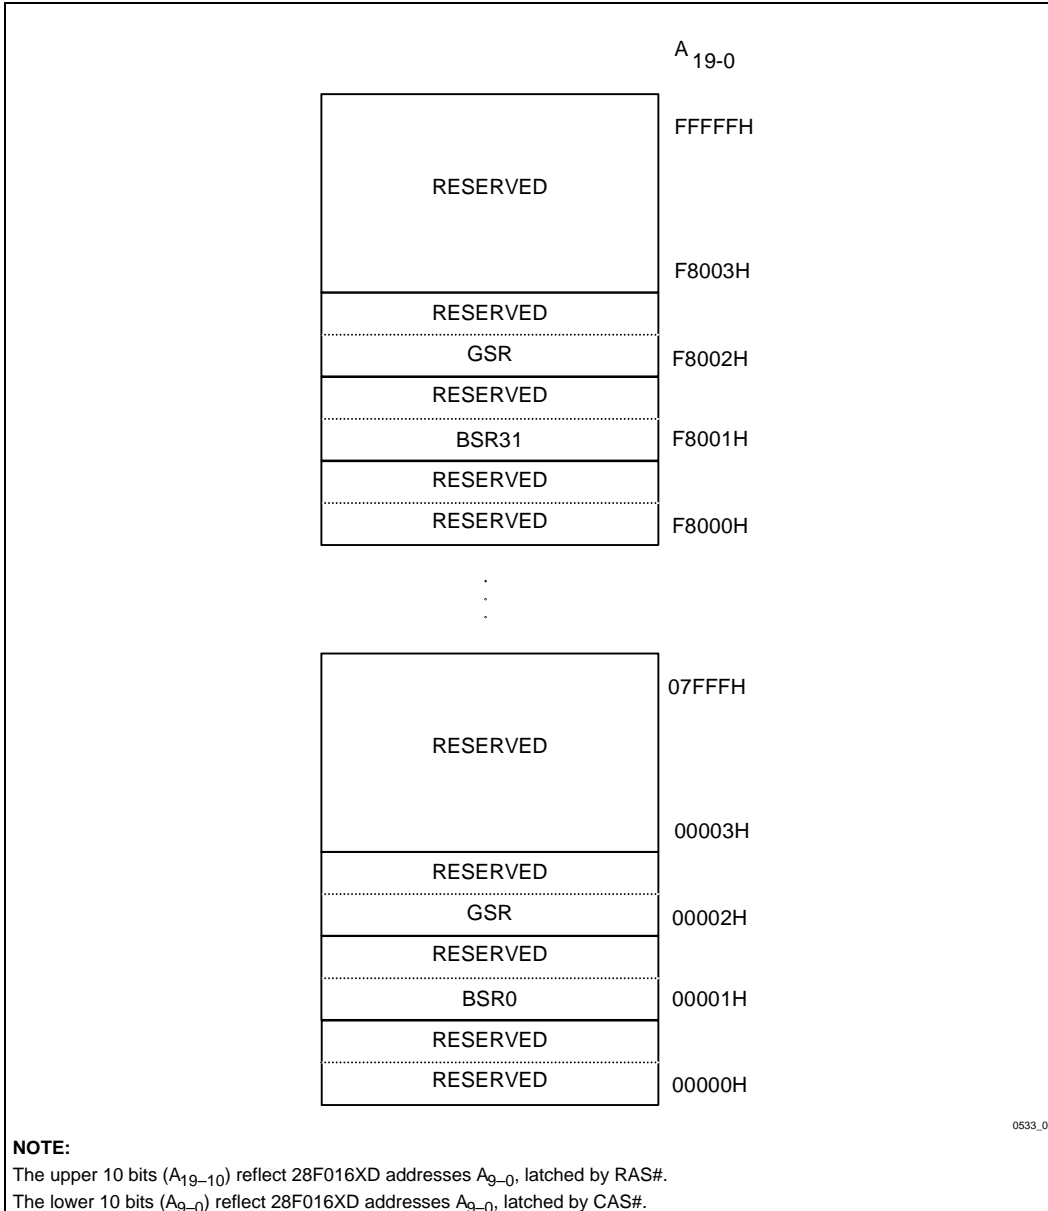 A19-0
FFFFFH
RESERVED
F8003H
RESERVED
GSR
F8002H
RESERVED
BSR31
F8001H
RESERVED
RESERVED
F8000H
.
.
.
07FFFH
RESERVED
00003H
RESERVED
GSR
00002H
RESERVED
BSR0
00001H
RESERVED
RESERVED
00000H
0533_0
NOTE:
The upper 10 bits (A19–10) reflect 28F016XD addresses A9–0, latched by RAS#.
The lower 10 bits (A9–0) reflect 28F016XD addresses A9–0, latched by CAS#.